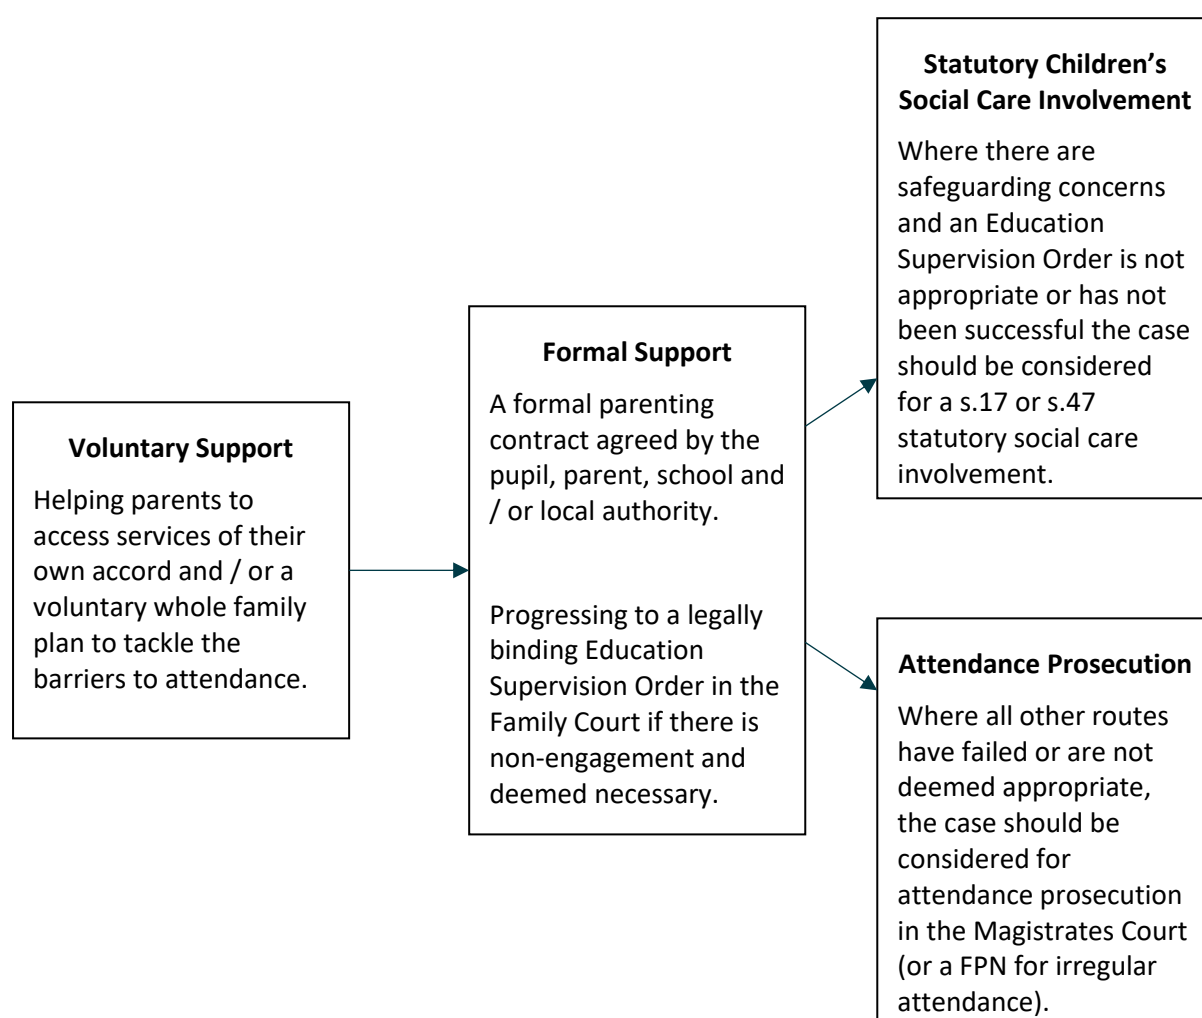 Voluntary Support
Helping parents to
access services of their
own accord and / or a
voluntary whole family
plan to tackle the
barriers to attendance.
Formal Support
A formal parenting
contract agreed by the
pupil, parent, school and
/ or local authority.
Progressing to a legally
binding Education
Supervision Order in the
Family Court if there is
non-engagement and
deemed necessary.
Statutory Children’s
Social Care Involvement
Where there are
safeguarding concerns
and an Education
Supervision Order is not
appropriate or has not
been successful the case
should be considered
for a s.17 or s.47
statutory social care
involvement.
Attendance Prosecution
Where all other routes
have failed or are not
deemed appropriate,
the case should be
considered for
attendance prosecution
in the Magistrates Court
(or a FPN for irregular
attendance).